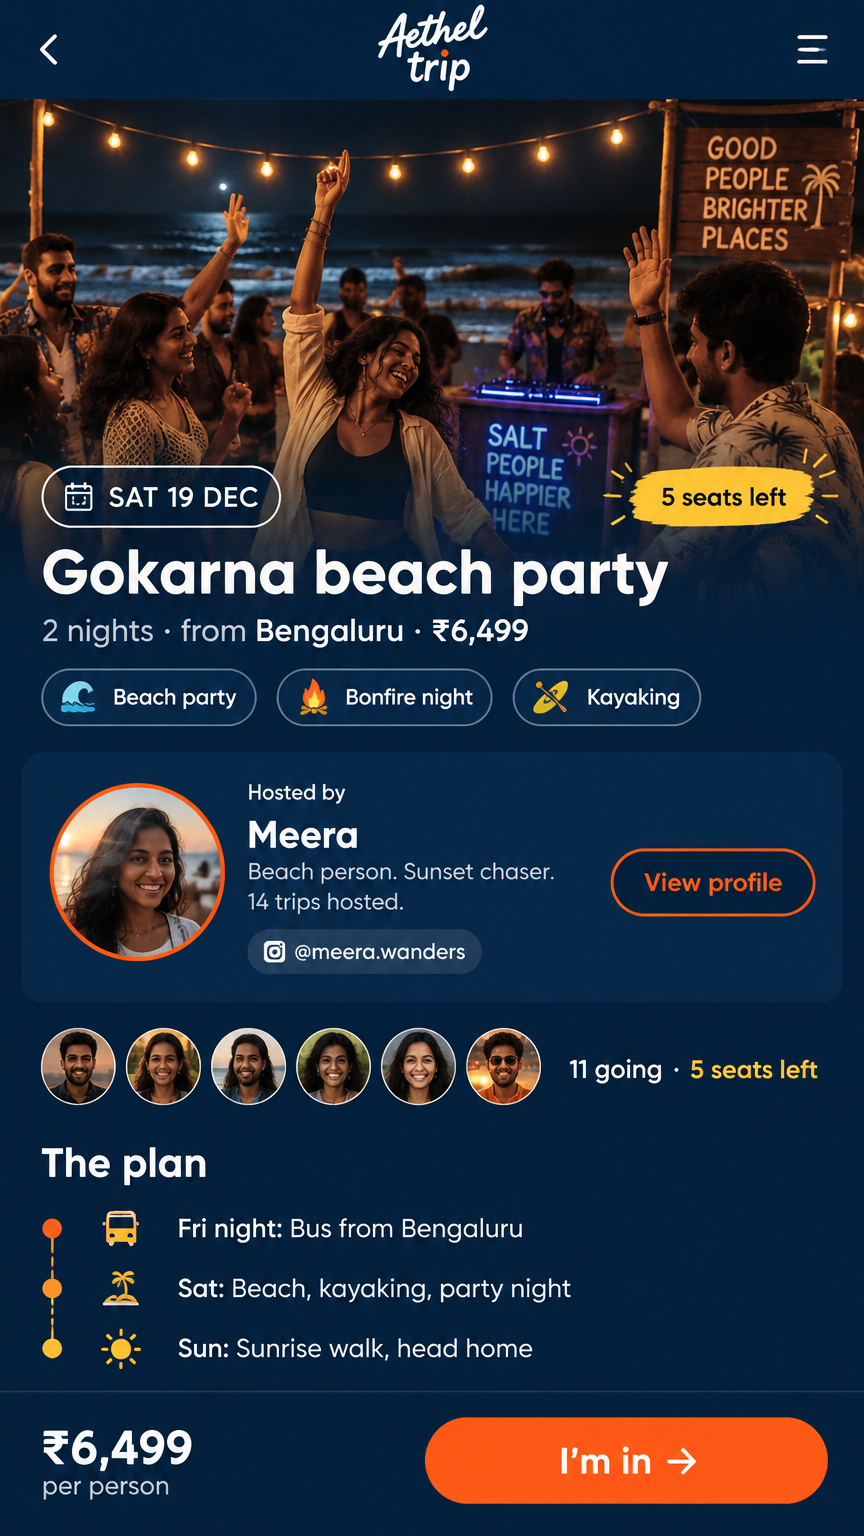 Aethel
trip
GOOD
PEOPLE
BRIGHTER
PLACES
SALT
PEOPLE
HAPPIER
HERE
SAT 19 DEC
5 seats left
Gokarna beach party
2 nights · from Bengaluru · ₹6,499
Beach party
Bonfire night
Kayaking
Hosted by
Meera
Beach person. Sunset chaser.
14 trips hosted.
@meera.wanders
View profile
11 going · 5 seats left
The plan
Fri night: Bus from Bengaluru
Sat: Beach, kayaking, party night
Sun: Sunrise walk, head home
₹6,499
per person
I'm in →